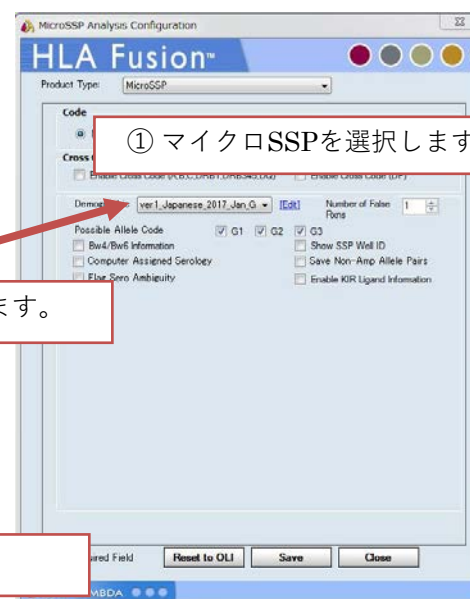 MicroSSP Analysis Configuration
HLA Fusion™
Product Type: MicroSSP
Code
① マイクロSSPを選択します
Cross
Enable Cross Code (A,B,C,DRB1,DRB345,DQ) Enable Cross Code (DP)
ver1_Japanese_2017_Jan_G [Edit] Number of False
1
Possible Allele Code G1 G2 G3
Bw4/Bw6 Information Show SSP Well ID
Computer Assigned Serology Save Non-Amp Allele Pairs
Flag Sero Ambiguity Enable KIR Ligand Information
ます。
Field Reset to OLI Save Close